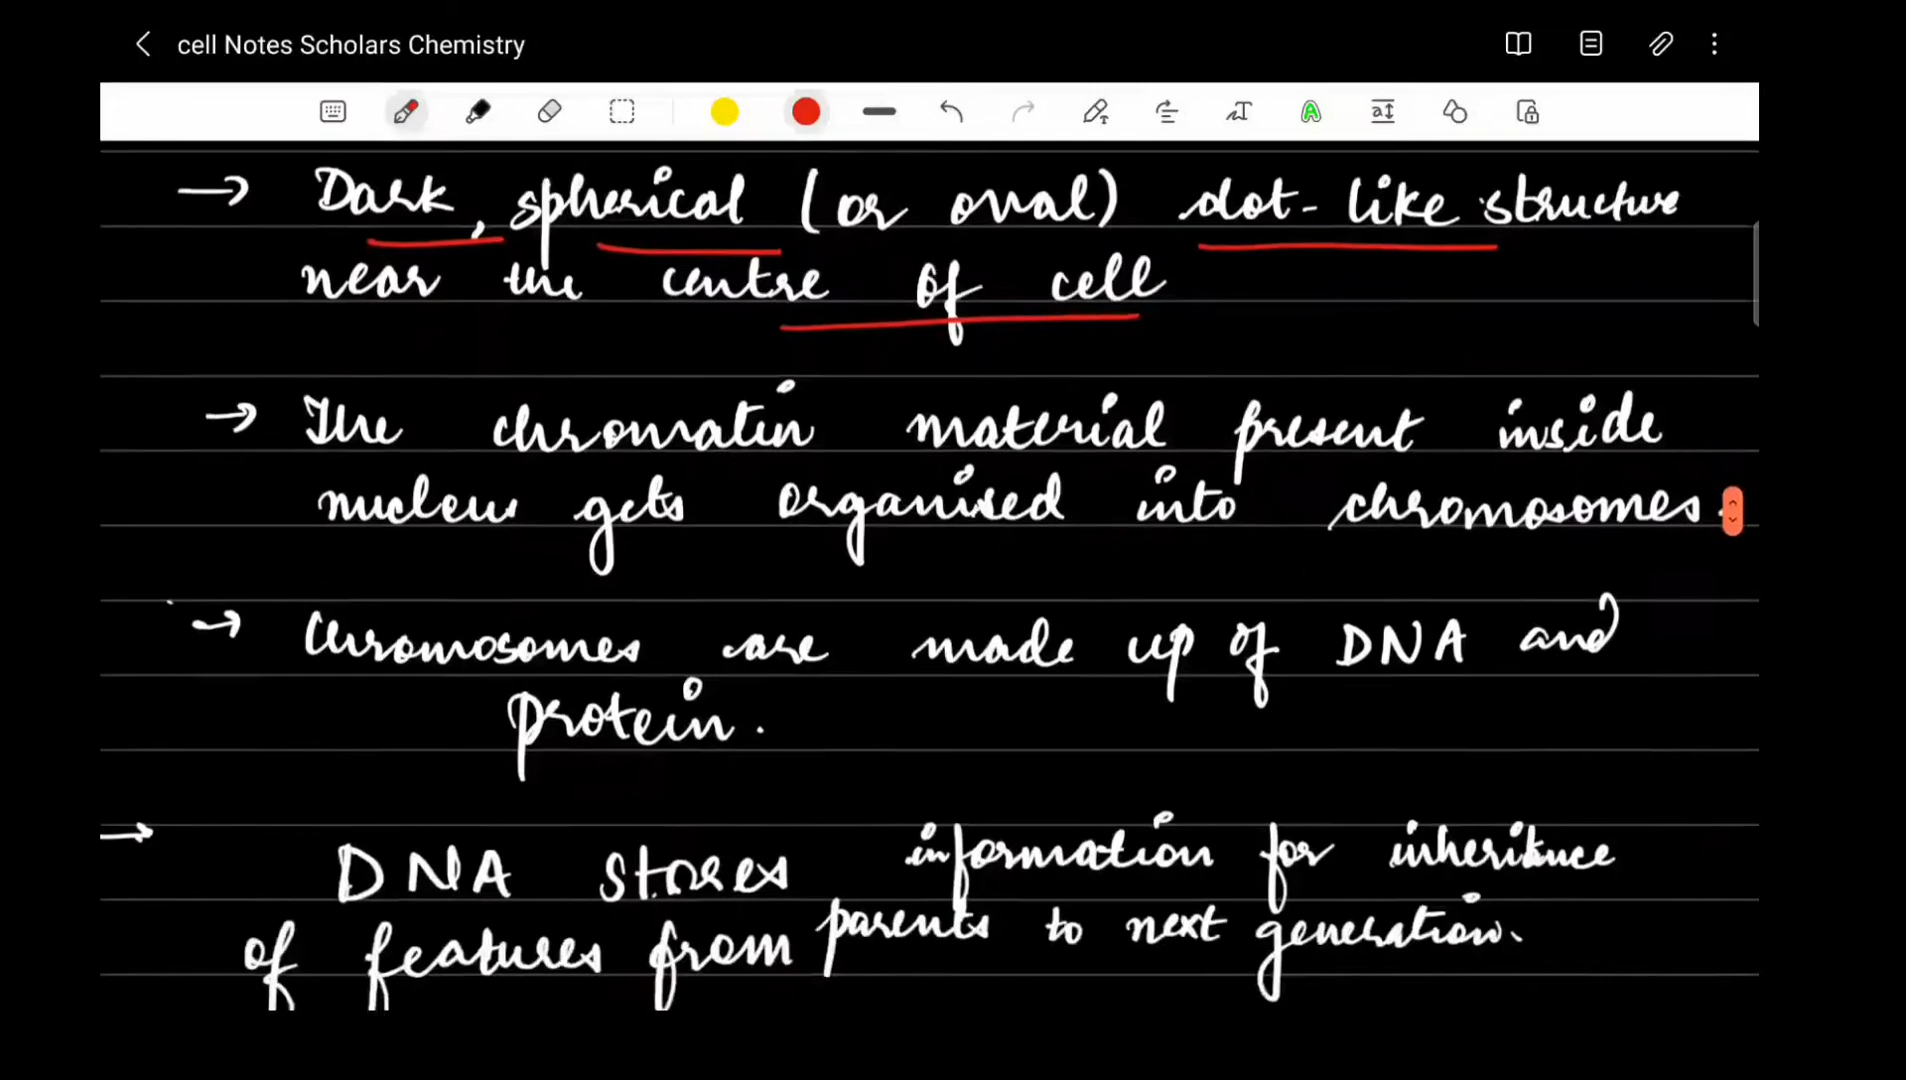 cell Notes Scholars Chemistry
→ Dark, spherical (or oval) dot-like structure
near the centre of cell
→ The chromatin material present inside
nucleus gets organised into chromosomes.
→ Chromosomes are made up of DNA and
protein.
→ DNA stores information for inheritance
of features from parents to next generation.